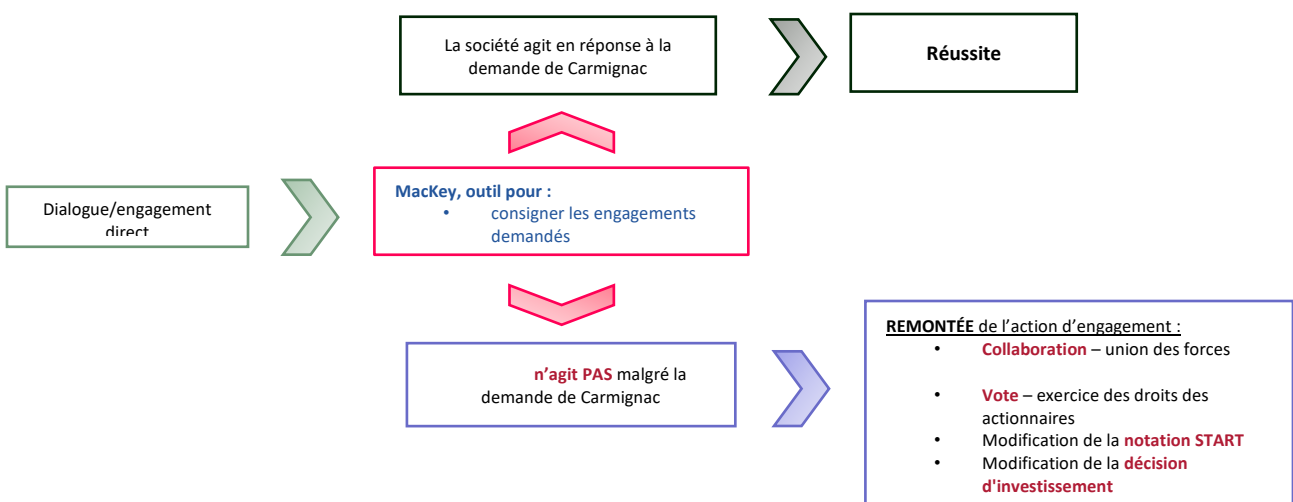 La société agit en réponse à la
demande de Carmignac
Réussite
MacKey, outil pour :
• consigner les engagements
demandés
Dialogue/engagement
direct
n’agit PAS malgré la
demande de Carmignac
REMONTÉE de l’action d’engagement :
• Collaboration – union des forces
• Vote – exercice des droits des
actionnaires
• Modification de la notation START
• Modification de la décision
d'investissement